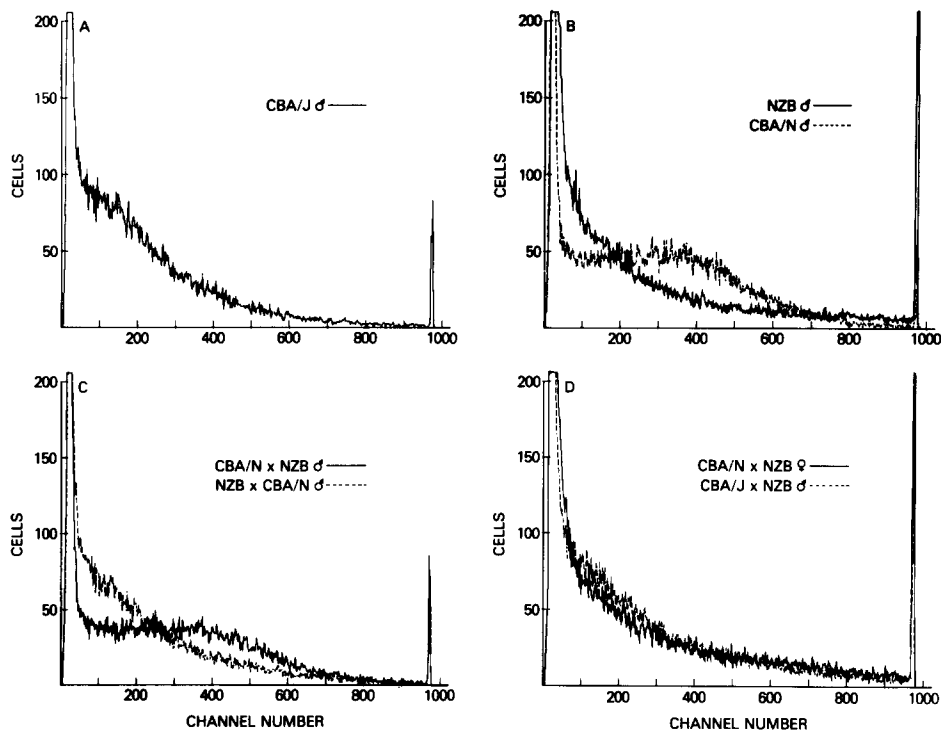 A
CBA/J ♂
200
150
100
50
CELLS
200 400 600 800 1000
B
NZB ♂
CBA/N ♂
200
150
100
50
CELLS
200 400 600 800 1000
C
CBA/N x NZB ♂
NZB x CBA/N ♂
200
150
100
50
CELLS
200 400 600 800 1000
CHANNEL NUMBER
D
CBA/N x NZB ♀
CBA/J x NZB ♂
200
150
100
50
CELLS
200 400 600 800 1000
CHANNEL NUMBER